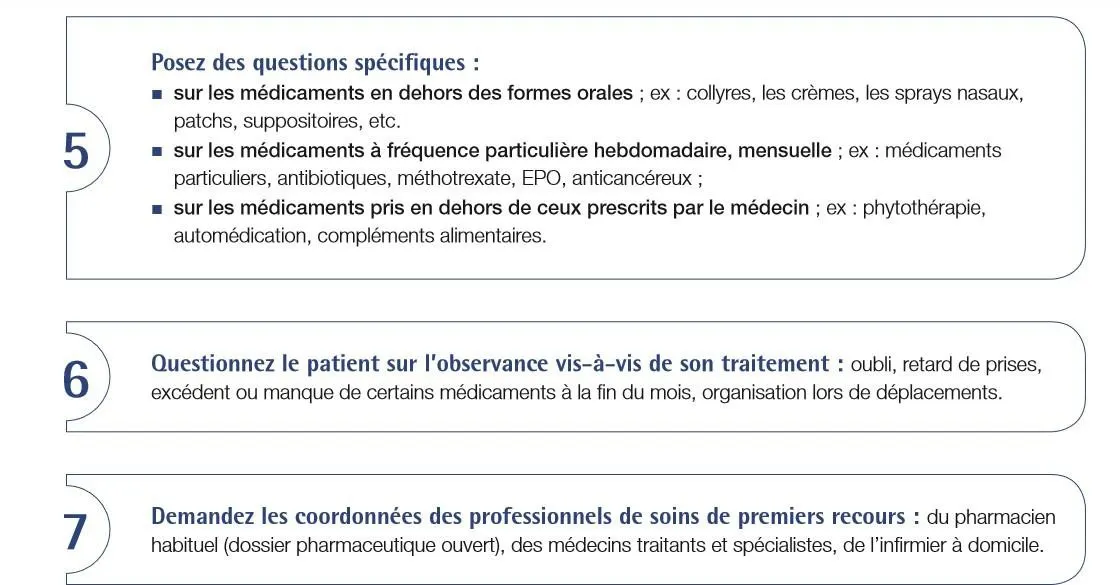 5
Posez des questions spécifiques :
■ sur les médicaments en dehors des formes orales ; ex : collyres, les crèmes, les sprays nasaux,
patchs, suppositoires, etc.
■ sur les médicaments à fréquence particulière hebdomadaire, mensuelle ; ex : médicaments
particuliers, antibiotiques, méthotrexate, EPO, anticancéreux ;
■ sur les médicaments pris en dehors de ceux prescrits par le médecin ; ex : phytothérapie,
automédication, compléments alimentaires.
6
Questionnez le patient sur l'observance vis-à-vis de son traitement : oubli, retard de prises,
excédent ou manque de certains médicaments à la fin du mois, organisation lors de déplacements.
7
Demandez les coordonnées des professionnels de soins de premiers recours : du pharmacien
habituel (dossier pharmaceutique ouvert), des médecins traitants et spécialistes, de l'infirmier à domicile.